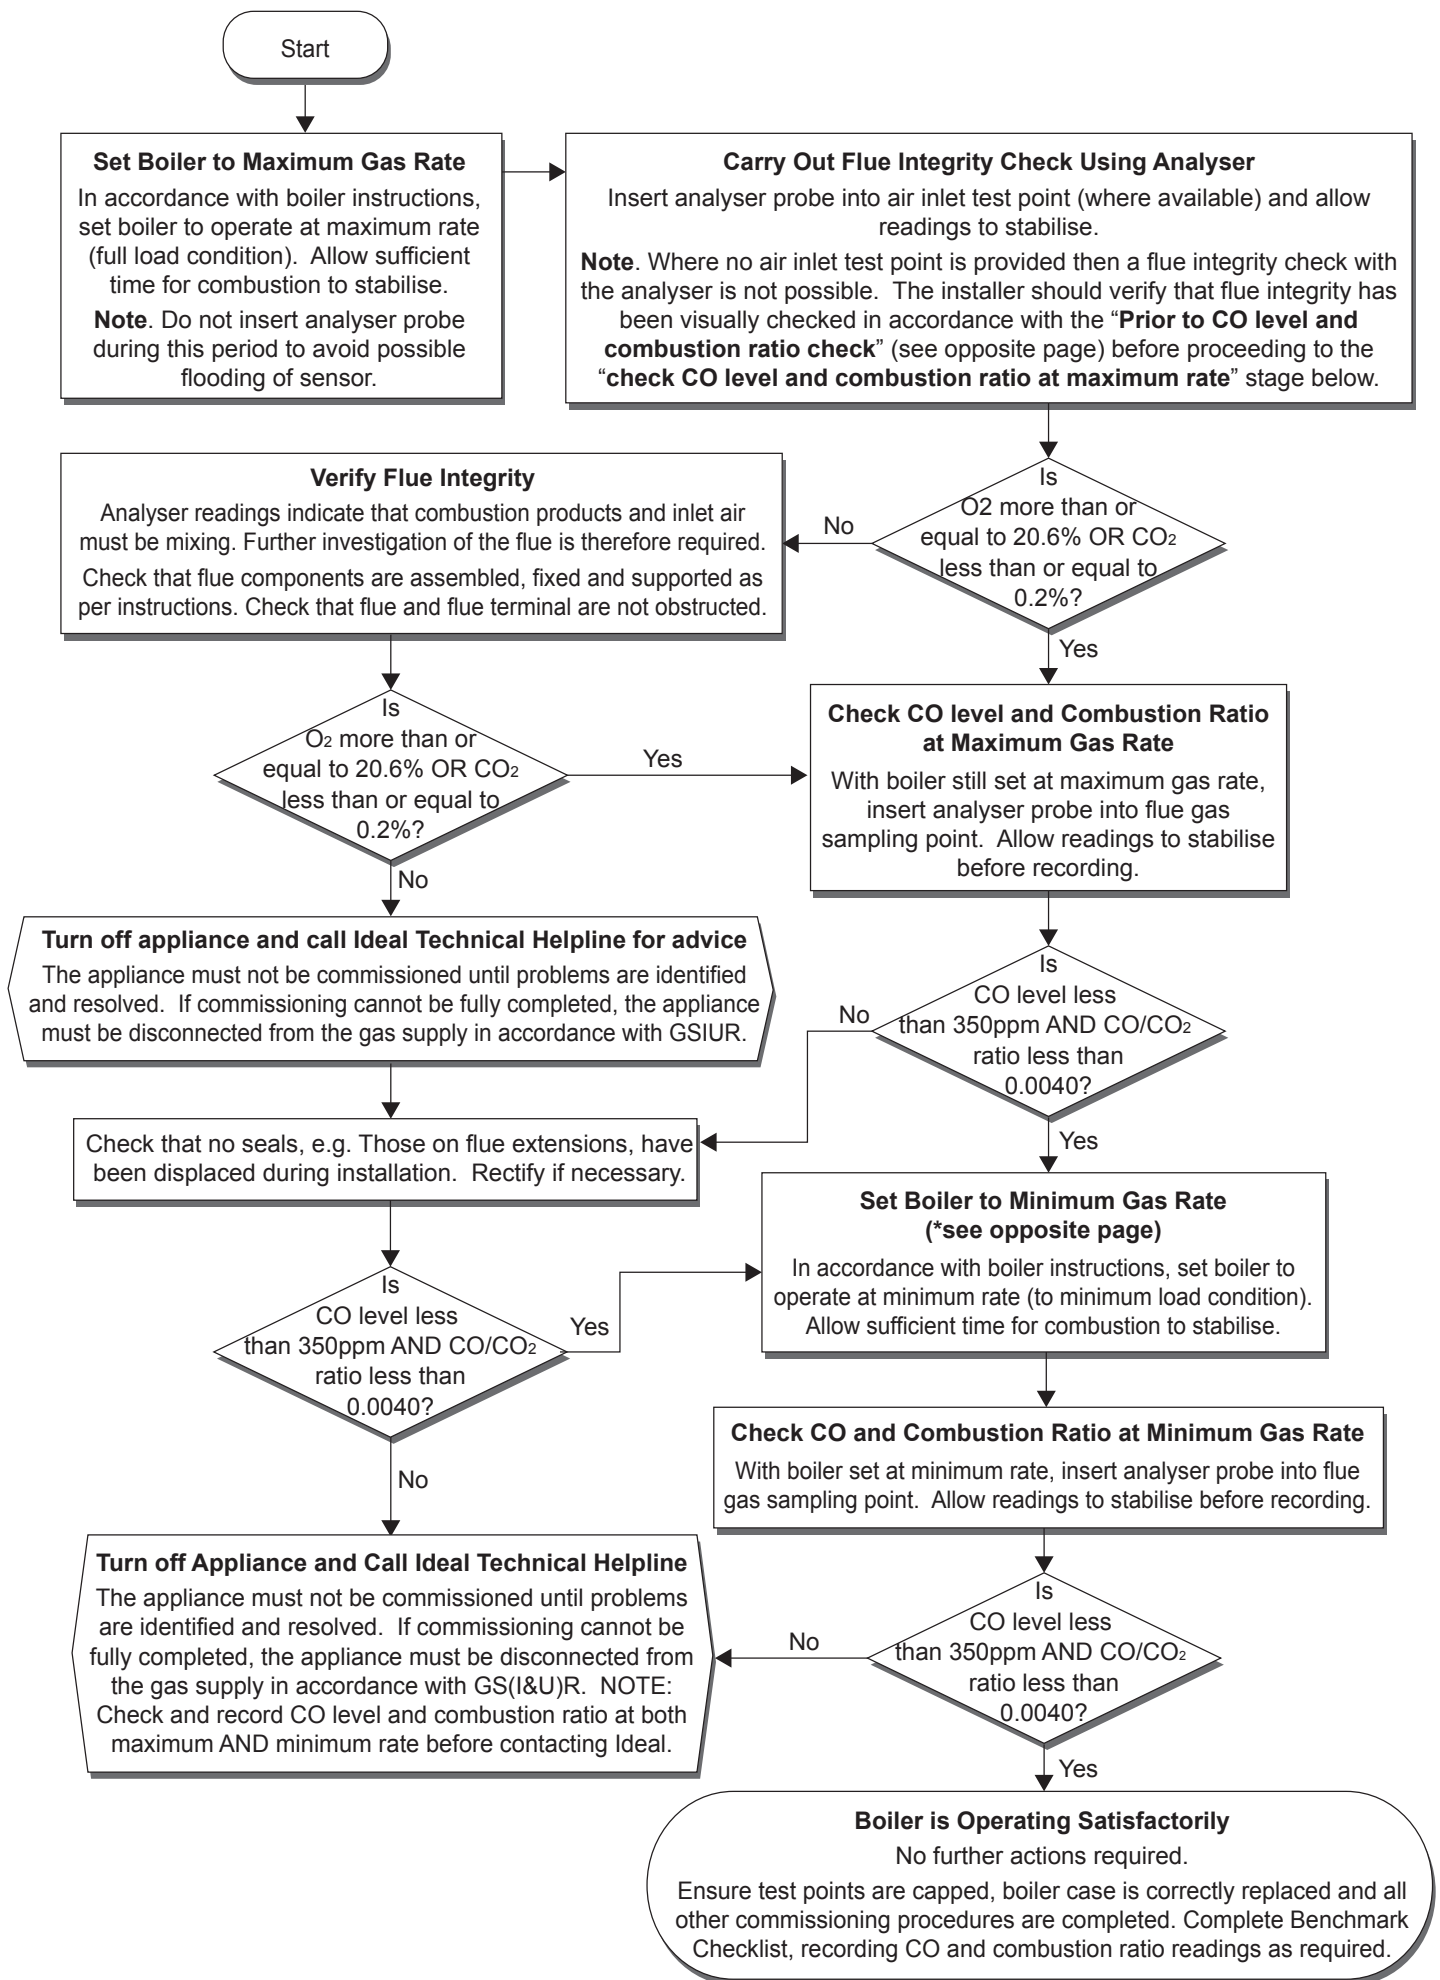 Start
Set Boiler to Maximum Gas Rate
In accordance with boiler instructions,
set boiler to operate at maximum rate
(full load condition).  Allow sufficient
time for combustion to stabilise.
Note. Do not insert analyser probe
during this period to avoid possible
flooding of sensor.
Carry Out Flue Integrity Check Using Analyser
Insert analyser probe into air inlet test point (where available) and allow
readings to stabilise.
Note. Where no air inlet test point is provided then a flue integrity check with
the analyser is not possible.  The installer should verify that flue integrity has
been visually checked in accordance with the “Prior to CO level and
combustion ratio check” (see opposite page) before proceeding to the
“check CO level and combustion ratio at maximum rate” stage below.
Is
O2 more than or
equal to 20.6% OR CO2
less than or equal to
0.2%?
No
Yes
Verify Flue Integrity
Analyser readings indicate that combustion products and inlet air
must be mixing. Further investigation of the flue is therefore required.
Check that flue components are assembled, fixed and supported as
per instructions. Check that flue and flue terminal are not obstructed.
Is
O2 more than or
equal to 20.6% OR CO2
less than or equal to
0.2%?
Yes
No
Check CO level and Combustion Ratio
at Maximum Gas Rate
With boiler still set at maximum gas rate,
insert analyser probe into flue gas
sampling point.  Allow readings to stabilise
before recording.
Turn off appliance and call Ideal Technical Helpline for advice
The appliance must not be commissioned until problems are identified
and resolved.  If commissioning cannot be fully completed, the appliance
must be disconnected from the gas supply in accordance with GSIUR.
Is
CO level less
than 350ppm AND CO/CO2
ratio less than
0.0040?
No
Yes
Check that no seals, e.g. Those on flue extensions, have
been displaced during installation.  Rectify if necessary.
Set Boiler to Minimum Gas Rate
(*see opposite page)
In accordance with boiler instructions, set boiler to
operate at minimum rate (to minimum load condition).
Allow sufficient time for combustion to stabilise.
Is
CO level less
than 350ppm AND CO/CO2
ratio less than
0.0040?
Yes
No
Check CO and Combustion Ratio at Minimum Gas Rate
With boiler set at minimum rate, insert analyser probe into flue
gas sampling point.  Allow readings to stabilise before recording.
Turn off Appliance and Call Ideal Technical Helpline
The appliance must not be commissioned until problems
are identified and resolved.  If commissioning cannot be
fully completed, the appliance must be disconnected from
the gas supply in accordance with GS(I&U)R.  NOTE:
Check and record CO level and combustion ratio at both
maximum AND minimum rate before contacting Ideal.
Is
CO level less
than 350ppm AND CO/CO2
ratio less than
0.0040?
No
Yes
Boiler is Operating Satisfactorily
No further actions required.
Ensure test points are capped, boiler case is correctly replaced and all
other commissioning procedures are completed. Complete Benchmark
Checklist, recording CO and combustion ratio readings as required.